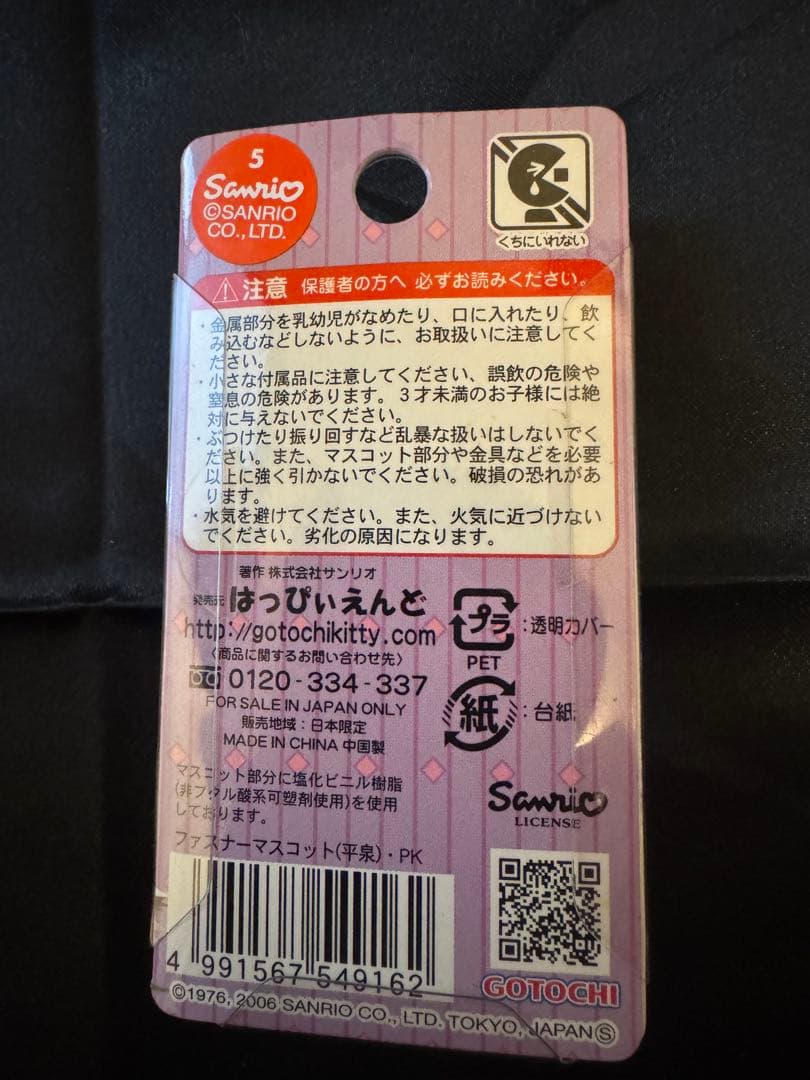 5
Sanrio
©SANRIO
CO.,LTD.
くちにいれない
注意 保護者の方へ 必ずお読みください。
・金属部分を乳幼児がなめたり、口に入れたり、飲
み込むなどしないように、お取扱いに注意してく
ださい。
・小さな付属品に注意してください、誤飲の危険や
窒息の危険があります。3才未満のお子様には絶
対に与えないでください。
・ぶつけたり振り回すなど乱暴な扱いはしないでく
ださい。また、マスコット部分や金具などを必要
以上に強く引かないでください。破損の恐れがあ
ります。
・水気を避けてください。また、火気に近づけない
でください。劣化の原因になります。
著作 株式会社サンリオ
発売元 はっぴぃえんど
http://gotochikitty.com
〈商品に関するお問い合わせ先〉
0120-334-337
FOR SALE IN JAPAN ONLY
販売地域：日本限定
MADE IN CHINA 中国製
プラ：透明カバー
PET
紙：台紙
マスコット部分に塩化ビニル樹脂
(非フタル酸系可塑剤使用)を使用
しております。
Sanrio
LICENSE
ファスナーマスコット(平泉)・PK
4 991567 549162
GOTOCHI
©1976, 2006 SANRIO CO., LTD. TOKYO, JAPAN Ⓢ